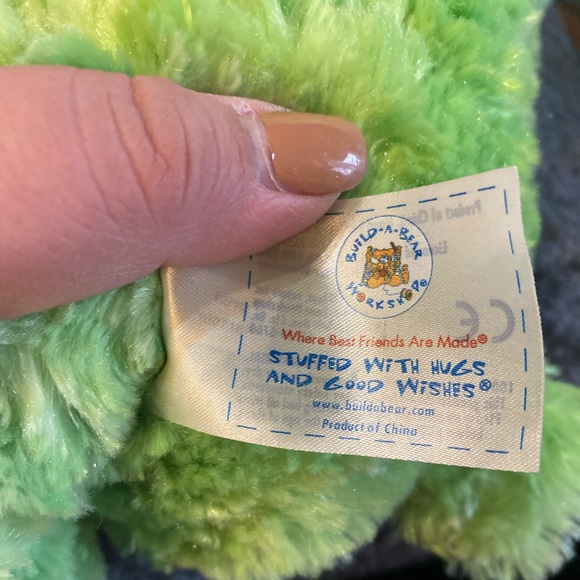 BUILD-A-BEAR
WORKSHOP
Where Best Friends Are Made®
STUFFED WITH HUGS
AND GOOD WISHES®
www.buildabear.com
Product of China
CE